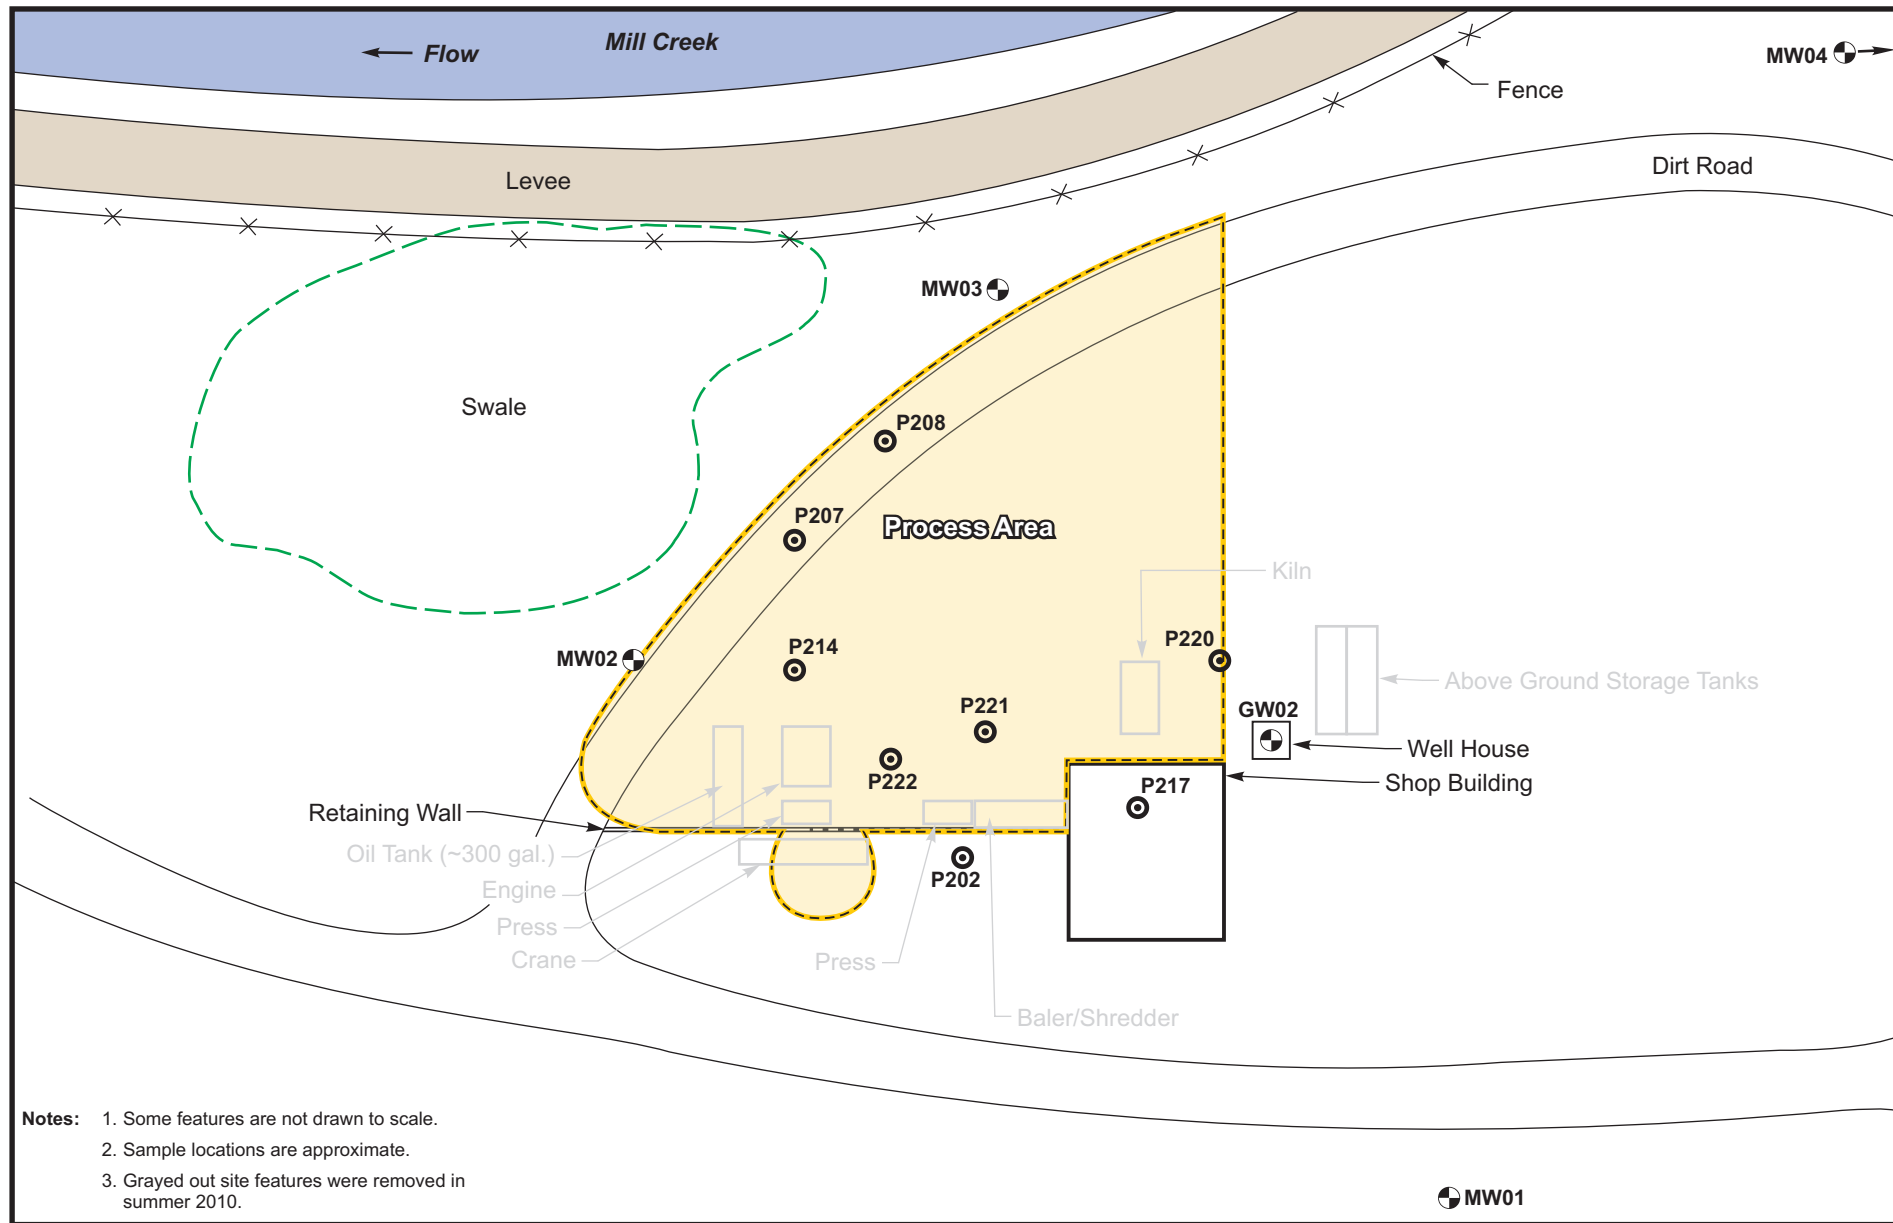 Mill Creek
Flow
MW04
Fence
Dirt Road
Levee
MW03
Swale
P208
P207
Process Area
Kiln
P220
P214
MW02
Above Ground Storage Tanks
P221
GW02
Well House
P222
Shop Building
P217
Retaining Wall
Oil Tank (~300 gal.)
P202
Engine
Press
Crane
Press
Baler/Shredder
Notes: 1. Some features are not drawn to scale.
2. Sample locations are approximate.
3. Grayed out site features were removed in
summer 2010.
MW01